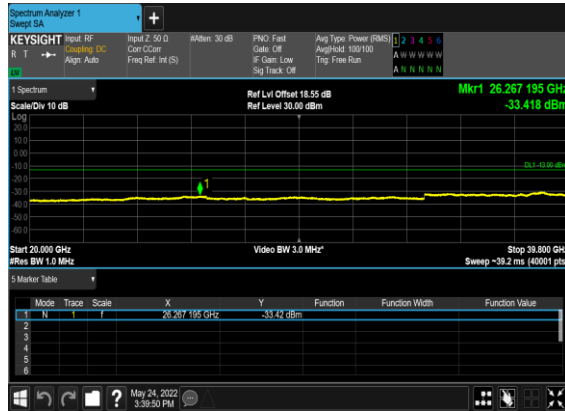 Spectrum Analyzer 1
Swept SA
+
KEYSIGHT Input: RF Input Z: 50 Ω #Atten: 30 dB PNO: Fast Avg Type: Power (RMS) 1 2 3 4 5 6
R T Coupling: DC Corr CCorr Gate: Off Avg|Hold: 100/100 A W W W W W
Align: Auto Freq Ref: Int (S) IF Gain: Low Trig: Free Run
Sig Track: Off A N N N N N
1 Spectrum
Ref Lvl Offset 18.55 dB Mkr1 26.267 195 GHz
Scale/Div 10 dB Ref Level 30.00 dBm -33.418 dBm
Log
20.0
10.0
0.00
-10.0 DL1 -13.00 dBm
-20.0
-30.0 1
-40.0
-50.0
-60.0
Start 20.000 GHz Video BW 3.0 MHz* Stop 39.800 GHz
#Res BW 1.0 MHz Sweep ~39.2 ms (40001 pts)
5 Marker Table
Mode Trace Scale X Y Function Function Width Function Value
1 N 1 f 26.267 195 GHz -33.42 dBm
2
3
4
5
6
? May 24, 2022
3:39:50 PM